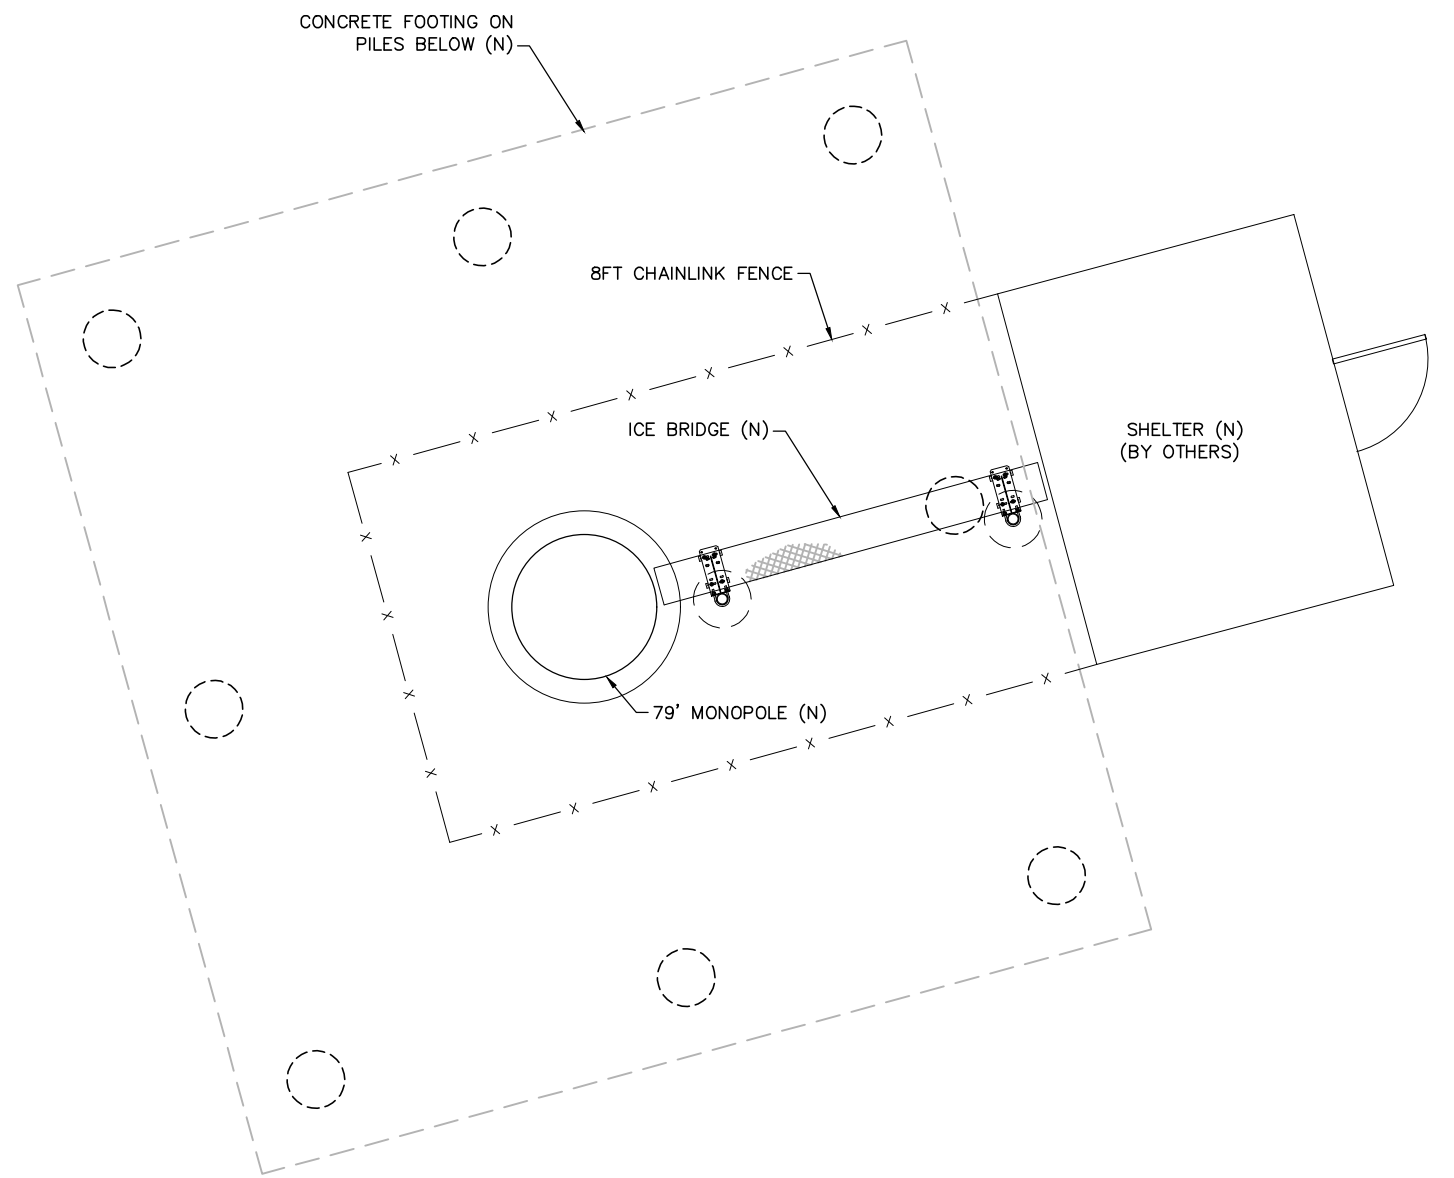 CONCRETE FOOTING ON
PILES BELOW (N)
8FT CHAINLINK FENCE
ICE BRIDGE (N)
SHELTER (N)
(BY OTHERS)
79' MONOPOLE (N)